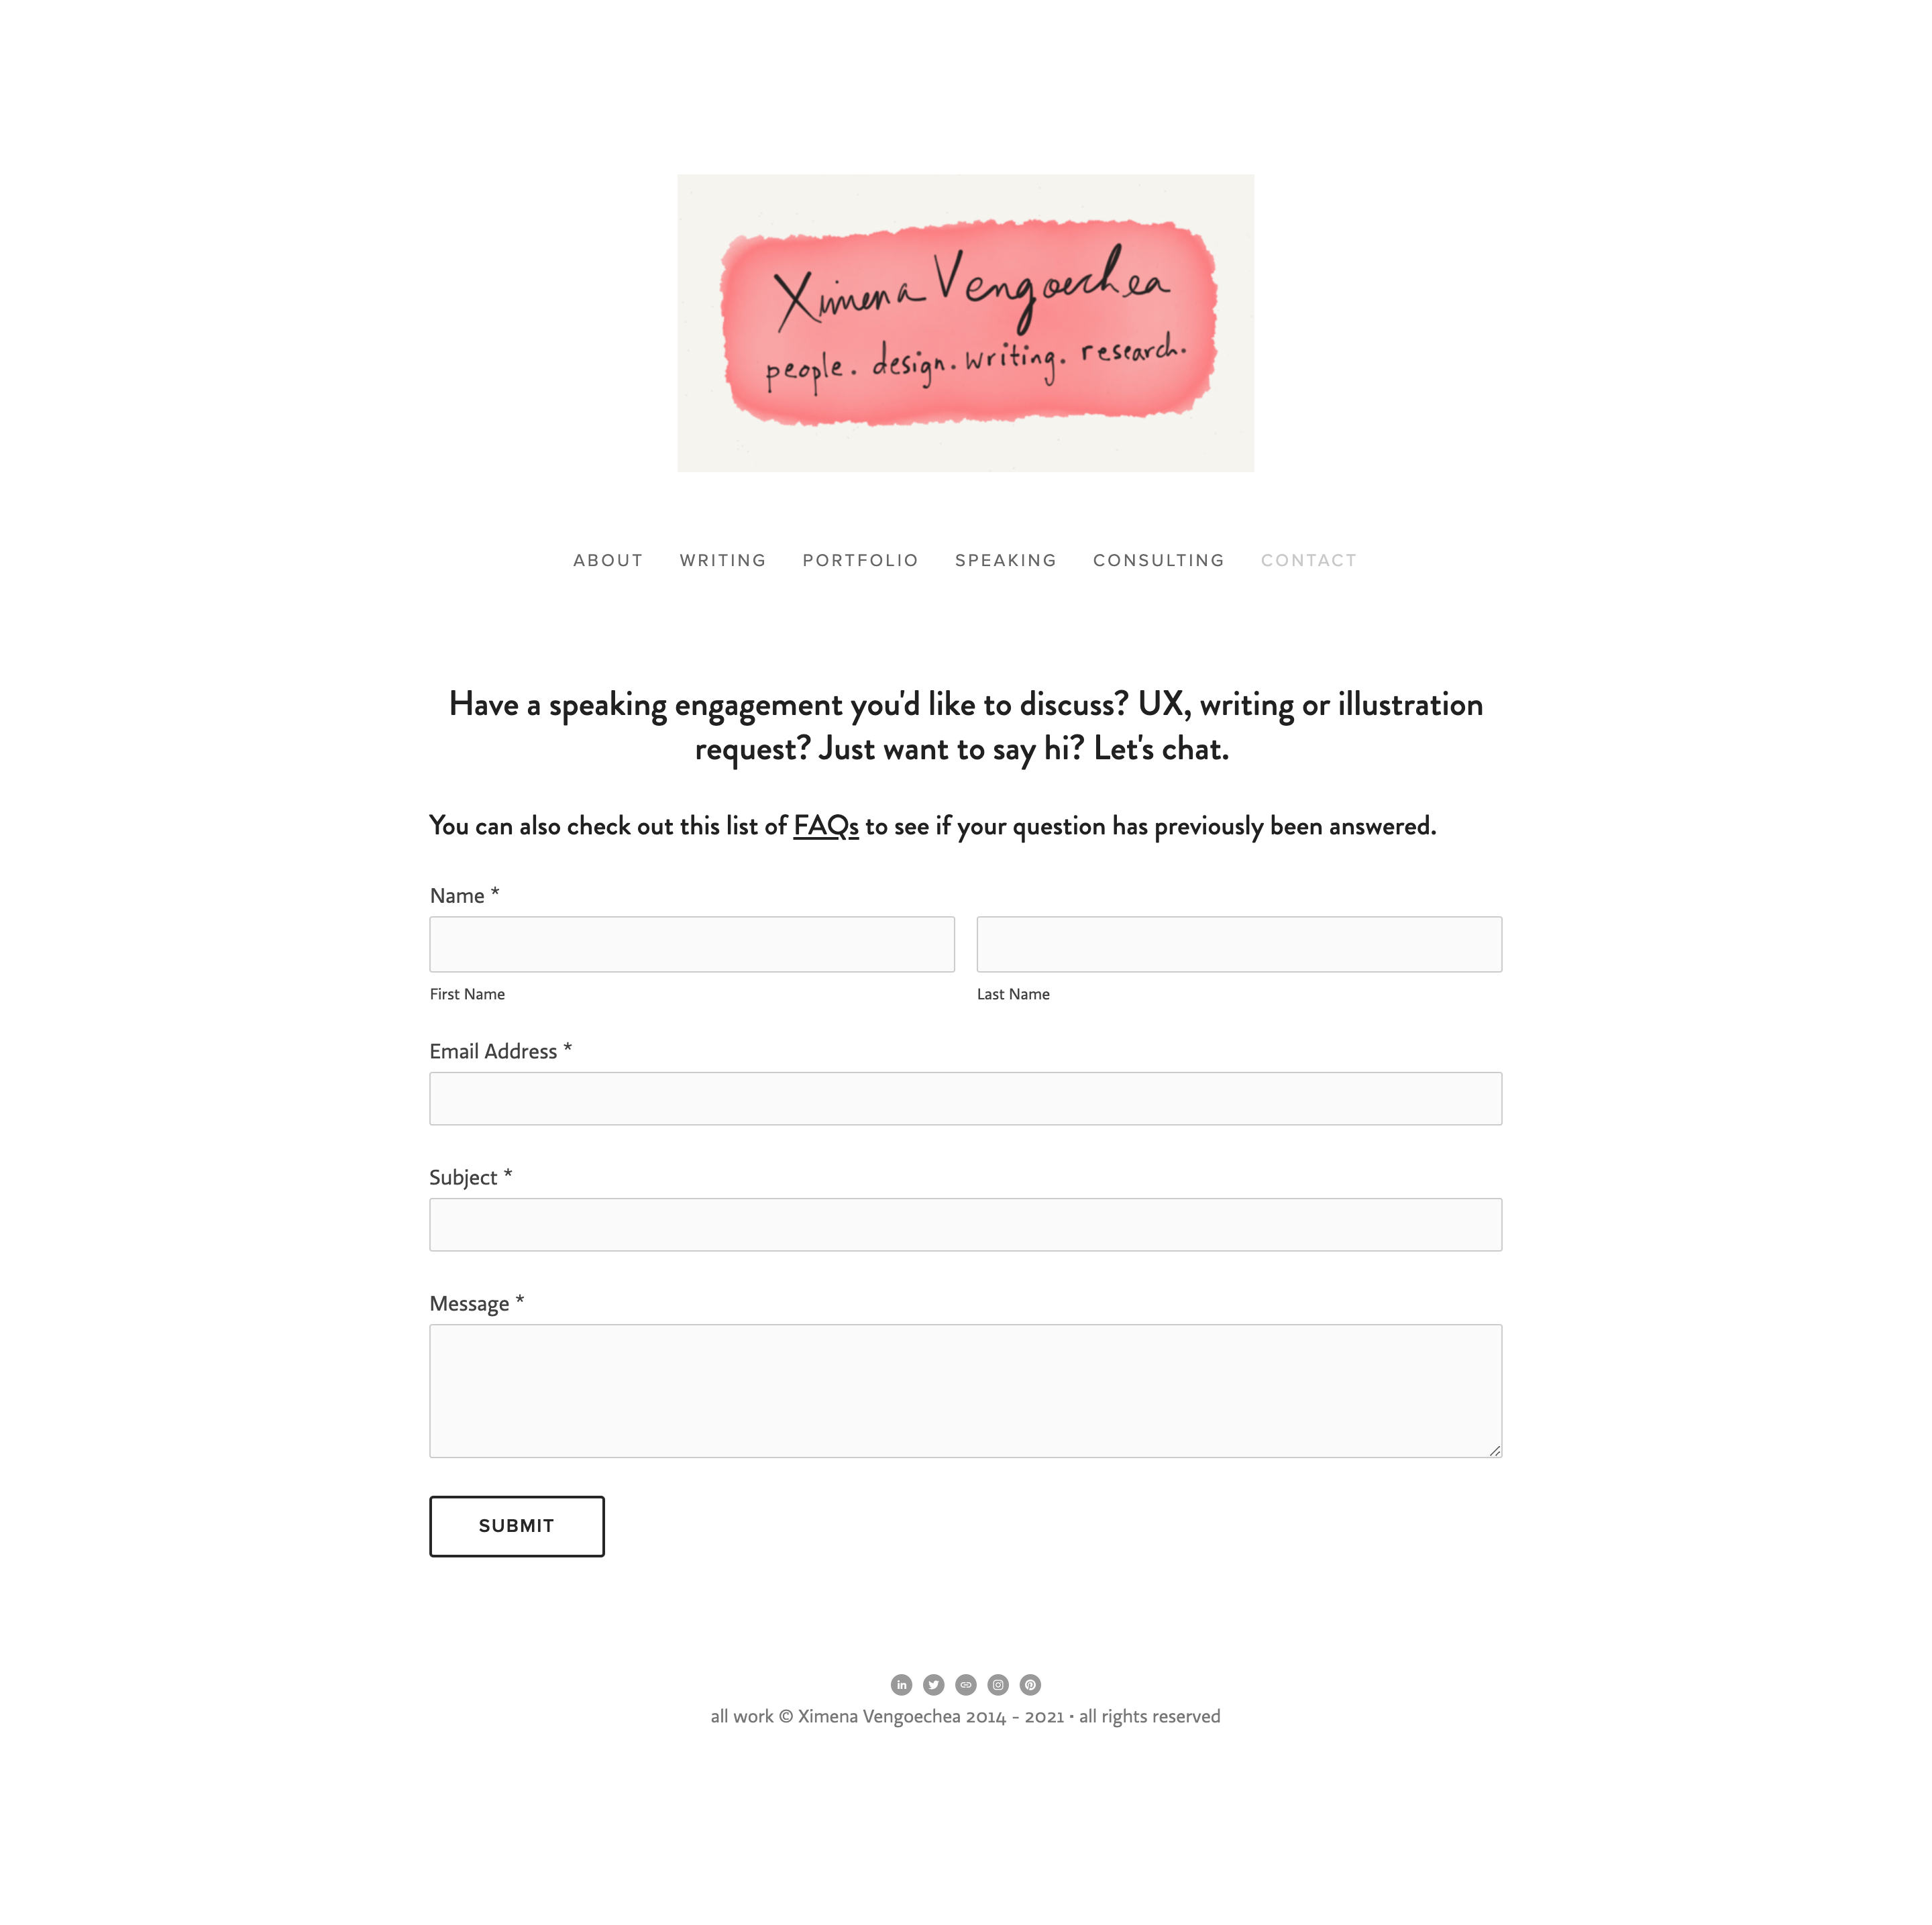 Ximena Vengoechea
people. design. writing. research.
ABOUT WRITING PORTFOLIO SPEAKING CONSULTING CONTACT
Have a speaking engagement you'd like to discuss? UX, writing or illustration
request? Just want to say hi? Let's chat.
You can also check out this list of FAQs to see if your question has previously been answered.
Name *
First Name Last Name
Email Address *
Subject *
Message *
SUBMIT
in
all work © Ximena Vengoechea 2014 - 2021 · all rights reserved